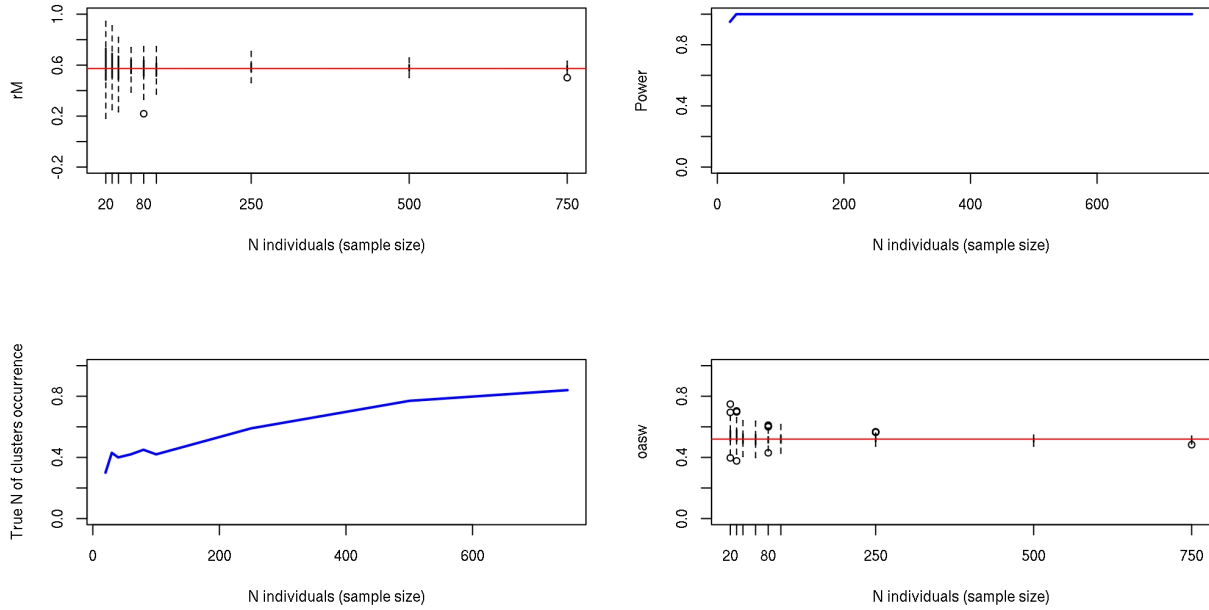 rM
-0.2 0.2 0.6 1.0
20 80 250 500 750
N individuals (sample size)
Power
0.0 0.4 0.8
0 200 400 600
N individuals (sample size)
True N of clusters occurrence
0.0 0.4 0.8
0 200 400 600
N individuals (sample size)
oasw
0.0 0.4 0.8
20 80 250 500 750
N individuals (sample size)